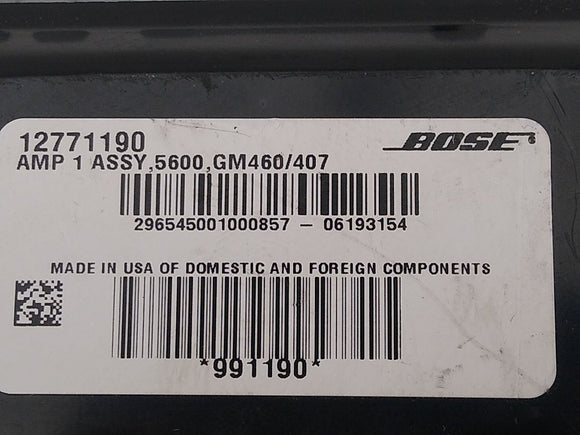 12771190 BOSE
AMP 1 ASSY,5600,GM460/407
296545001000857 – 06193154
MADE IN USA OF DOMESTIC AND FOREIGN COMPONENTS
*991190*